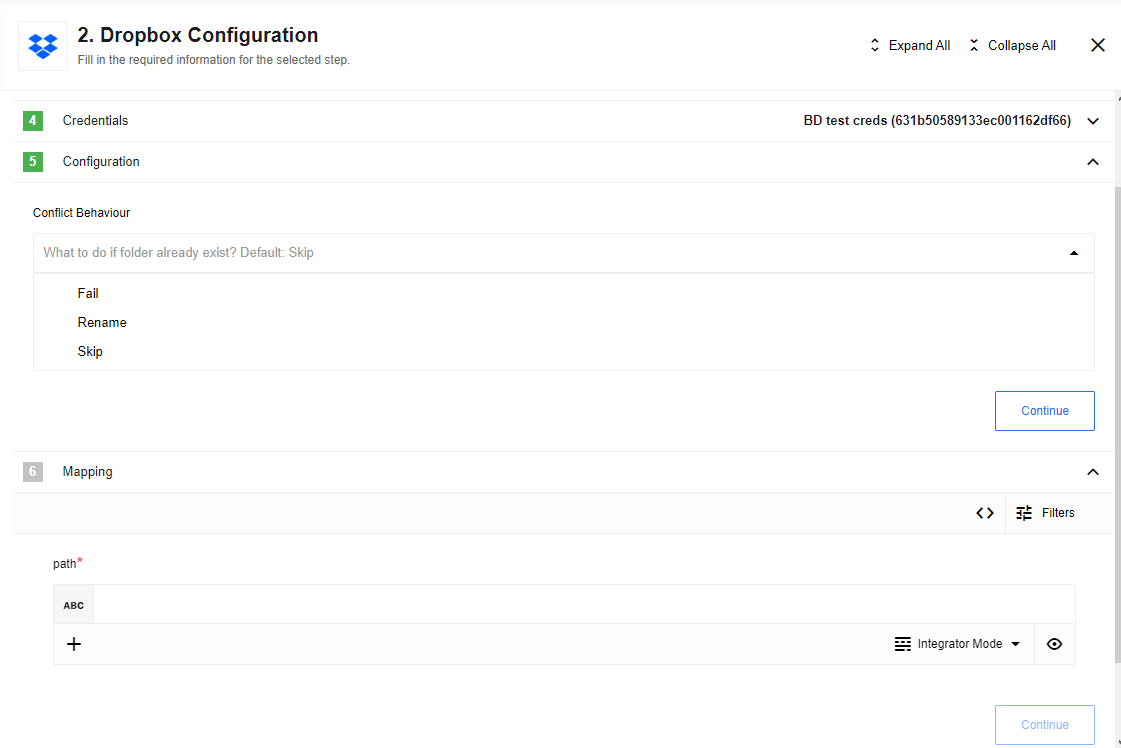 2. Dropbox Configuration
Fill in the required information for the selected step.
Expand All
Collapse All
4 Credentials BD test creds (631b50589133ec001162df66)
5 Configuration
Conflict Behaviour
What to do if folder already exist? Default: Skip
Fail
Rename
Skip
Continue
6 Mapping
Filters
path*
ABC
Integrator Mode
Continue